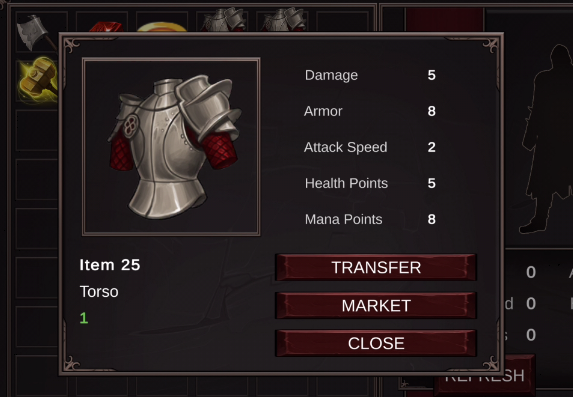 Damage 5
Armor 8
Attack Speed 2
Health Points 5
Mana Points 8
Item 25
Torso
1
TRANSFER
MARKET
CLOSE
0
0
0
REFRESH